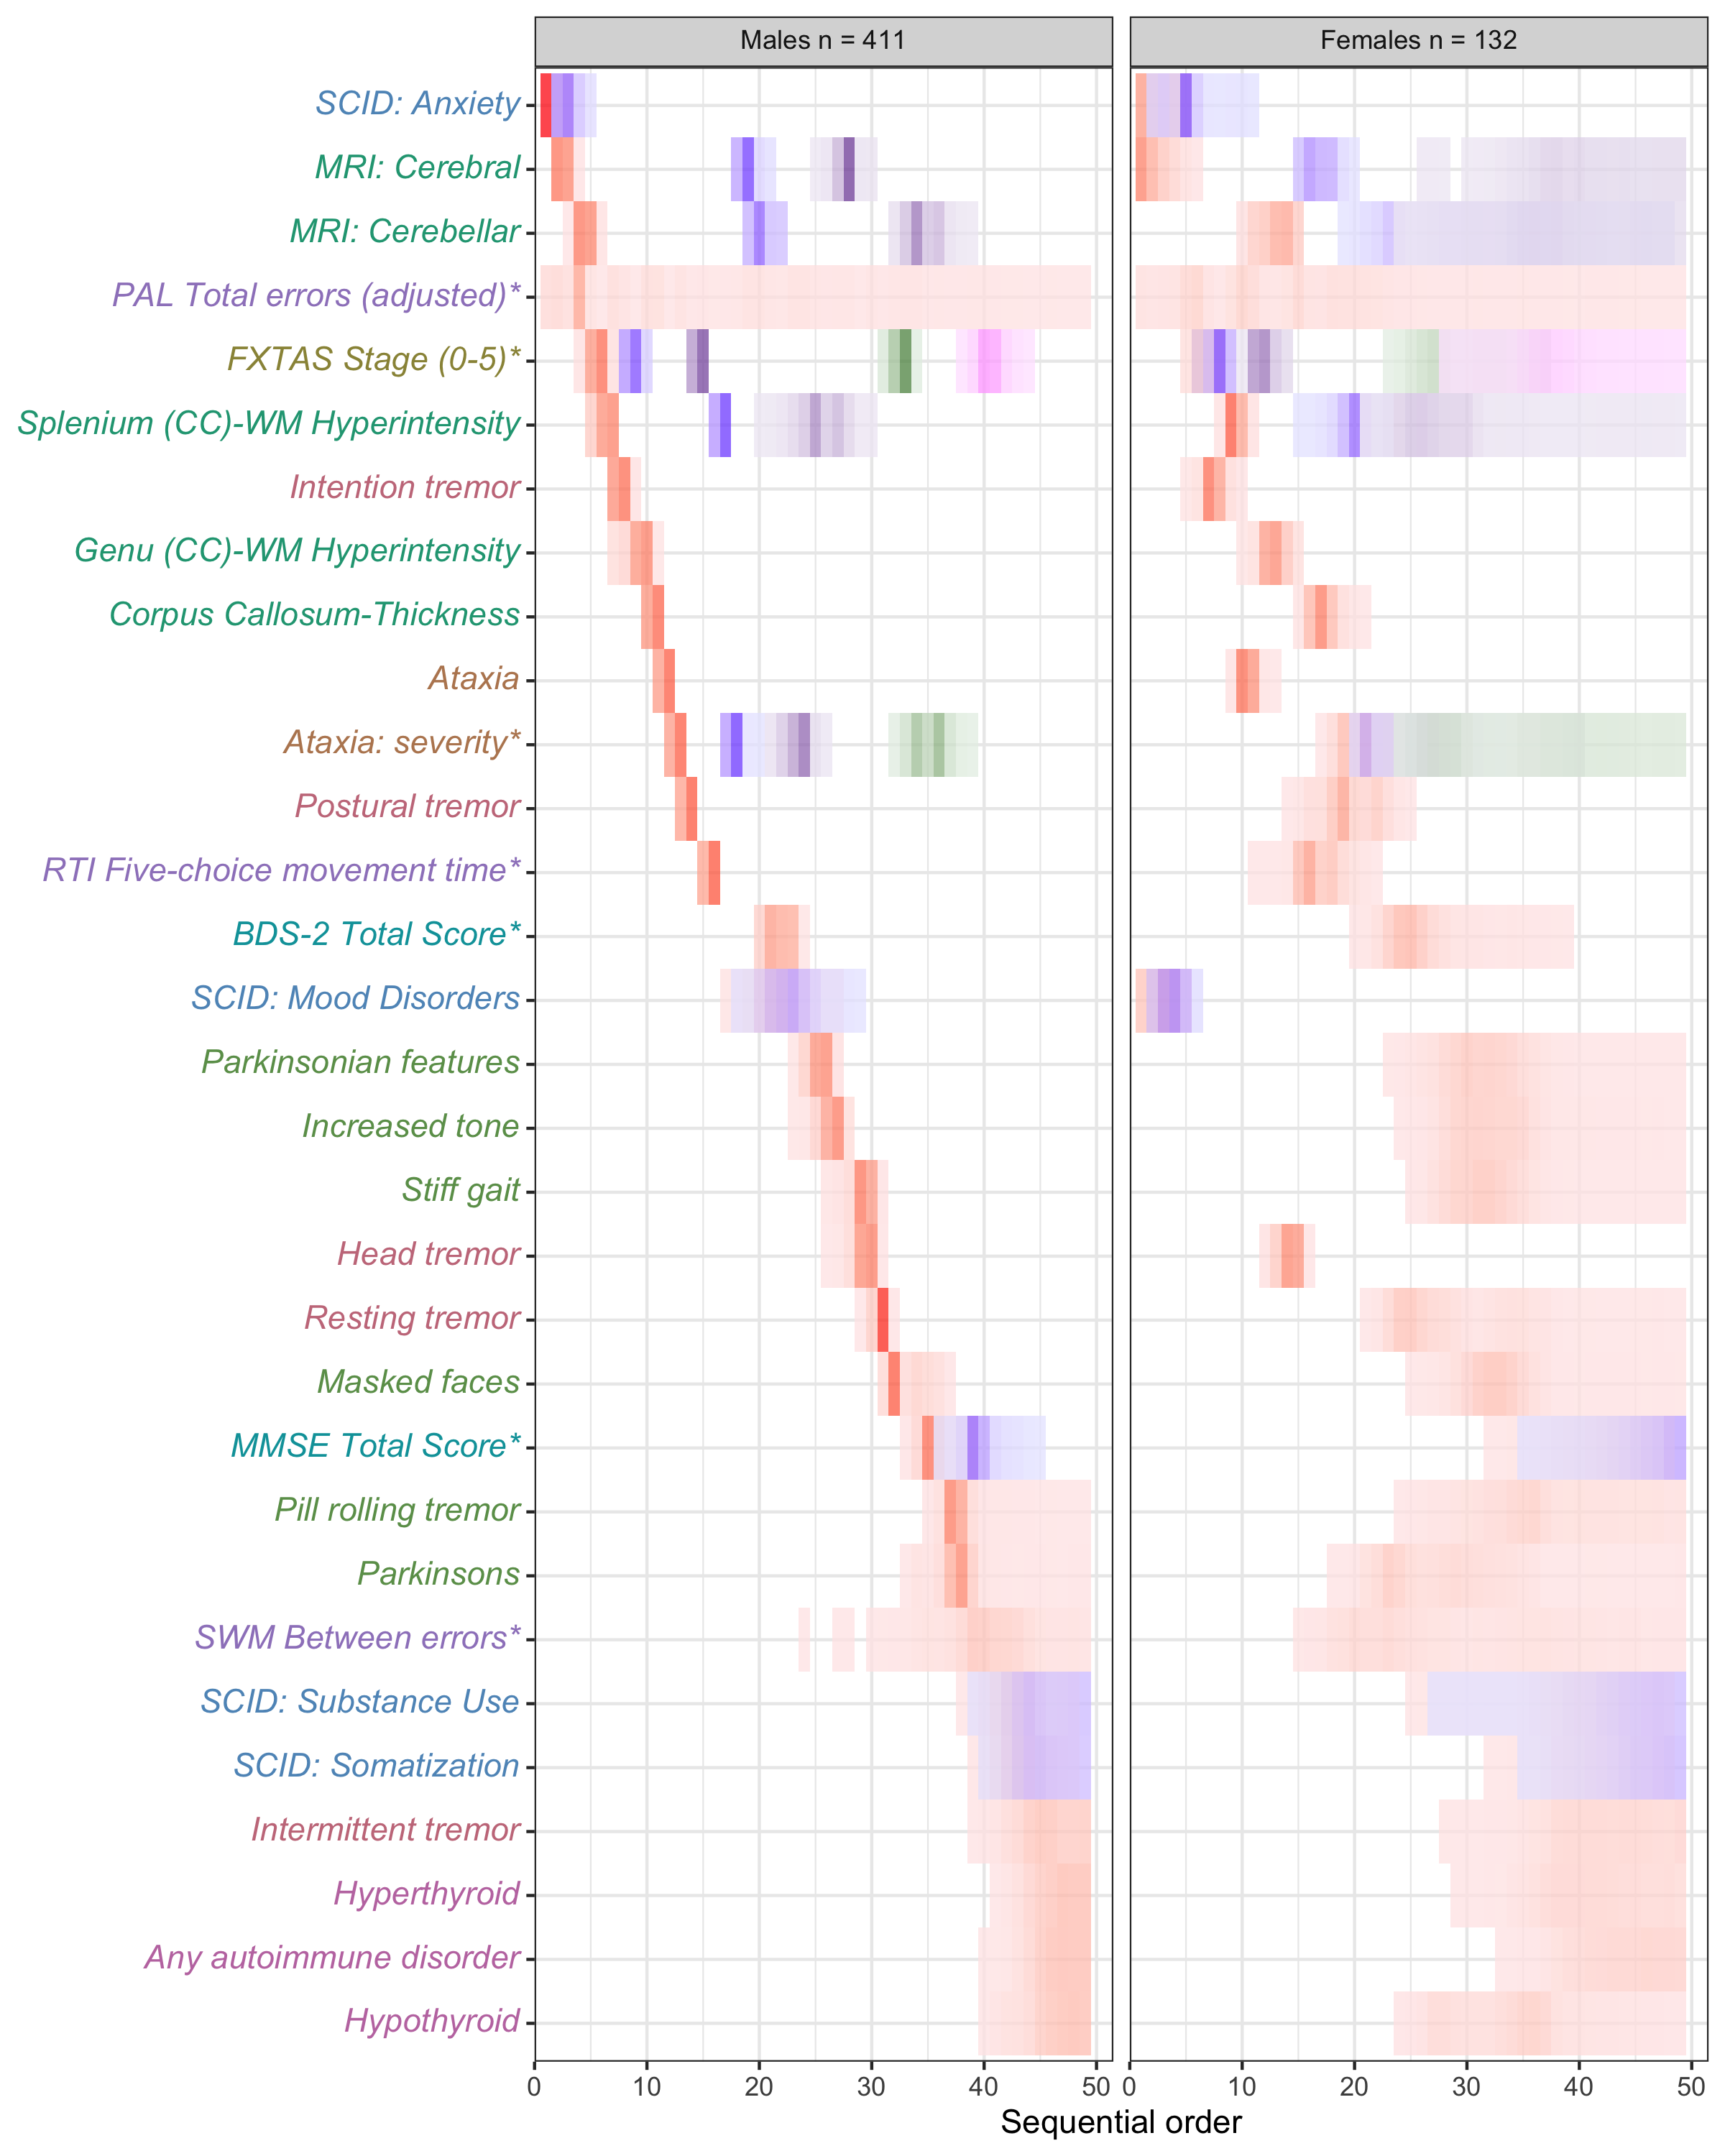 Males n = 411
Females n = 132
SCID: Anxiety
MRI: Cerebral
MRI: Cerebellar
PAL Total errors (adjusted)*
FXTAS Stage (0-5)*
Splenium (CC)-WM Hyperintensity
Intention tremor
Genu (CC)-WM Hyperintensity
Corpus Callosum-Thickness
Ataxia
Ataxia: severity*
Postural tremor
RTI Five-choice movement time*
BDS-2 Total Score*
SCID: Mood Disorders
Parkinsonian features
Increased tone
Stiff gait
Head tremor
Resting tremor
Masked faces
MMSE Total Score*
Pill rolling tremor
Parkinsons
SWM Between errors*
SCID: Substance Use
SCID: Somatization
Intermittent tremor
Hyperthyroid
Any autoimmune disorder
Hypothyroid
0 10 20 30 40 50 0 10 20 30 40 50
Sequential order